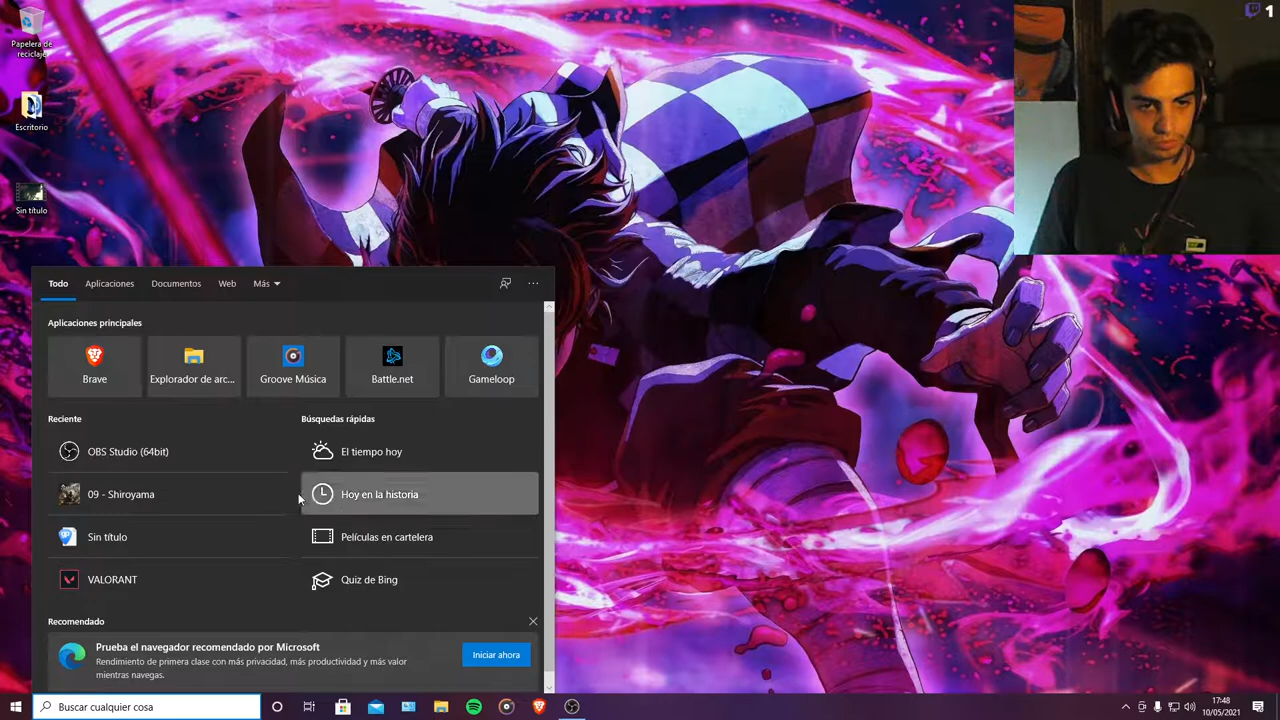 Papelera de
reciclaje
Escritorio
Sin título
1
Todo
Aplicaciones
Documentos
Web
Más
Aplicaciones principales
Brave
Explorador de arc...
Groove Música
Battle.net
Gameloop
Reciente
Búsquedas rápidas
OBS Studio (64bit)
El tiempo hoy
09 - Shiroyama
Hoy en la historia
Sin título
Películas en cartelera
VALORANT
Quiz de Bing
Recomendado
Prueba el navegador recomendado por Microsoft
Rendimiento de primera clase con más privacidad, más productividad y más valor
mientras navegas.
Iniciar ahora
Buscar cualquier cosa
17:48
10/05/2021